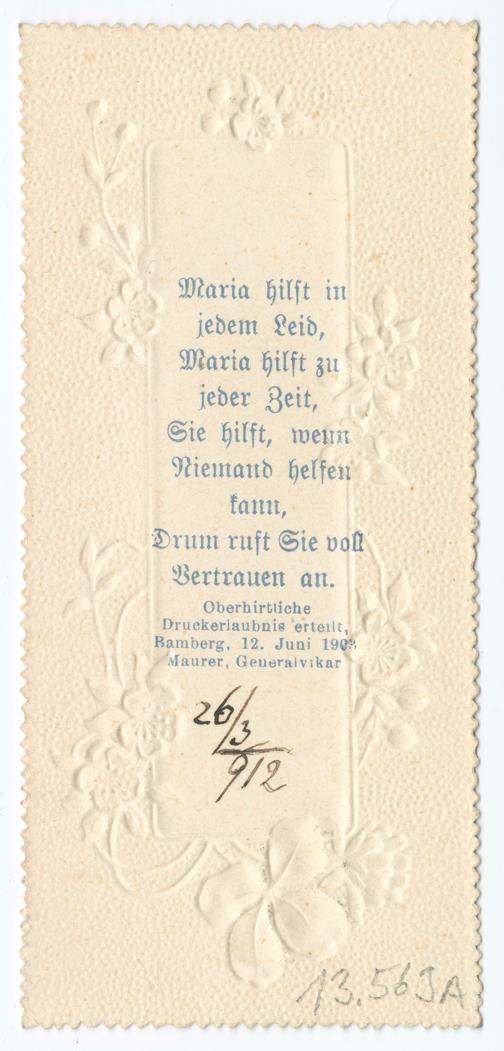 Maria hilft in
jedem Leid,
Maria hilft zu
jeder Zeit,
Sie hilft, wenn
Niemand helfen
kann,
Drum ruft Sie voll
Vertrauen an.
Oberhirtliche
Druckerlaubnis erteilt,
Bamberg, 12. Juni 1903
Maurer, Generalvikar
26/3
912
13.563A